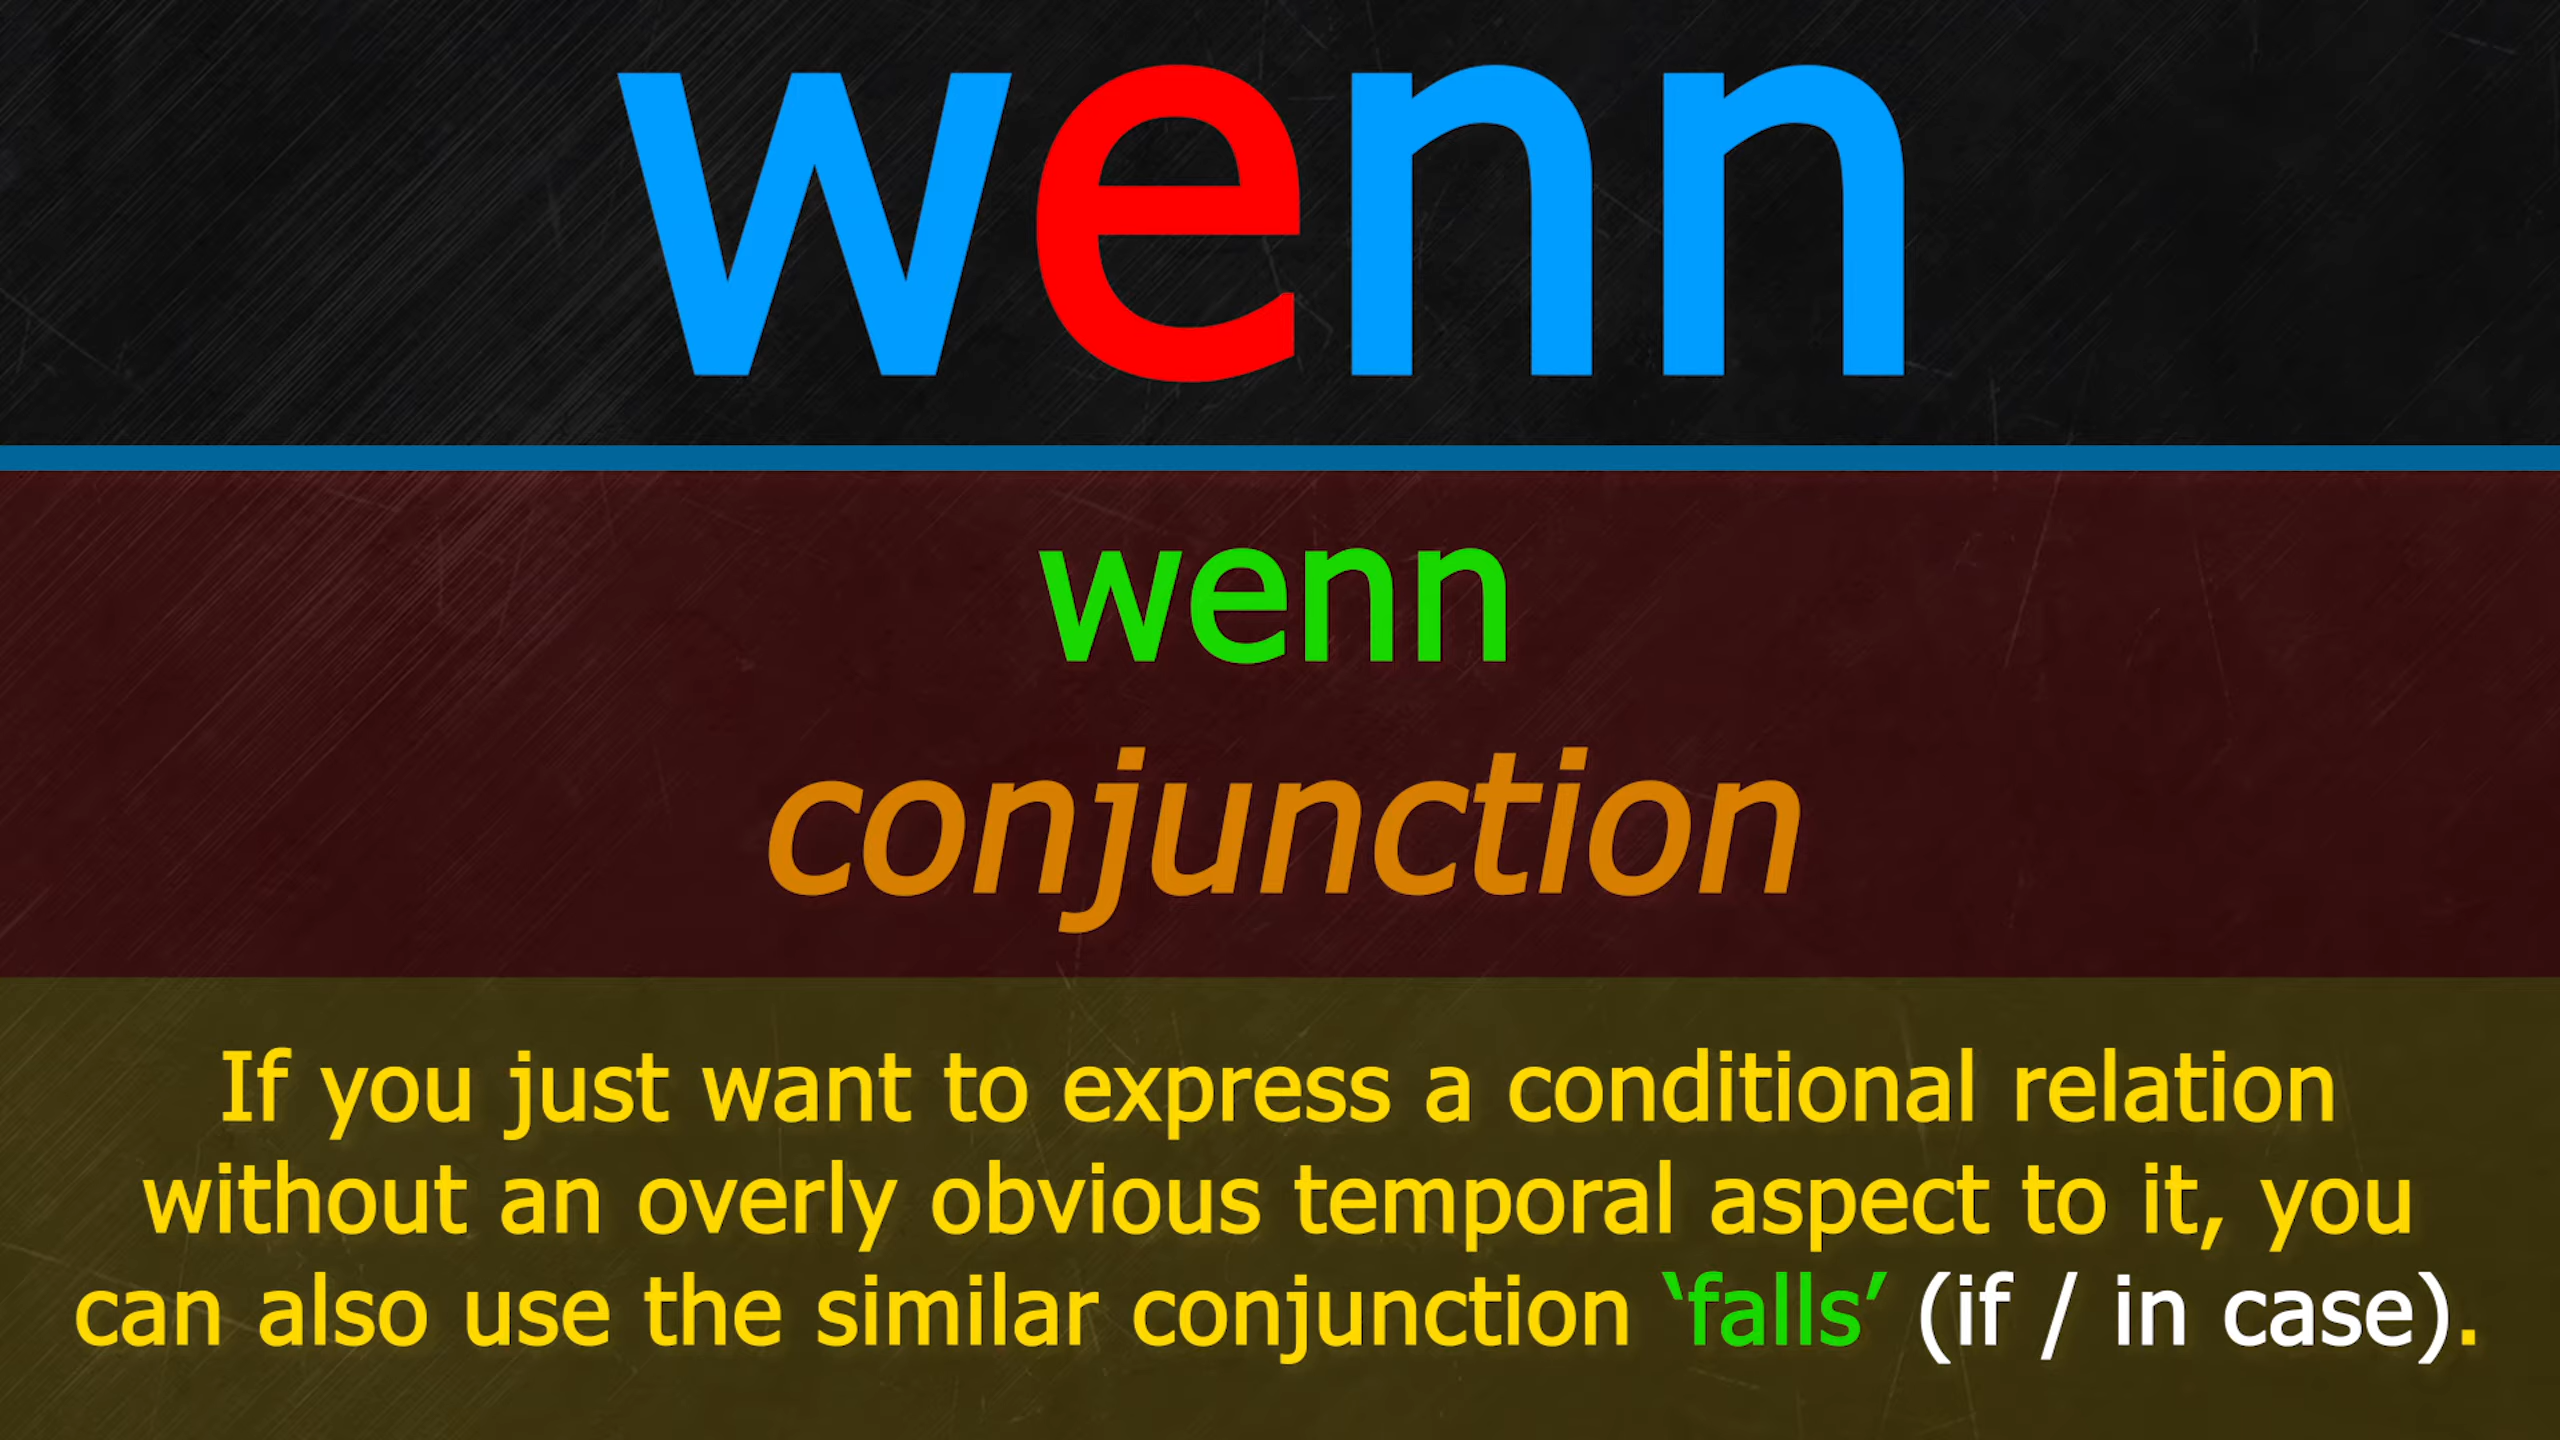 wenn
wenn
conjunction
If you just want to express a conditional relation
without an overly obvious temporal aspect to it, you
can also use the similar conjunction ‘falls’ (if / in case).